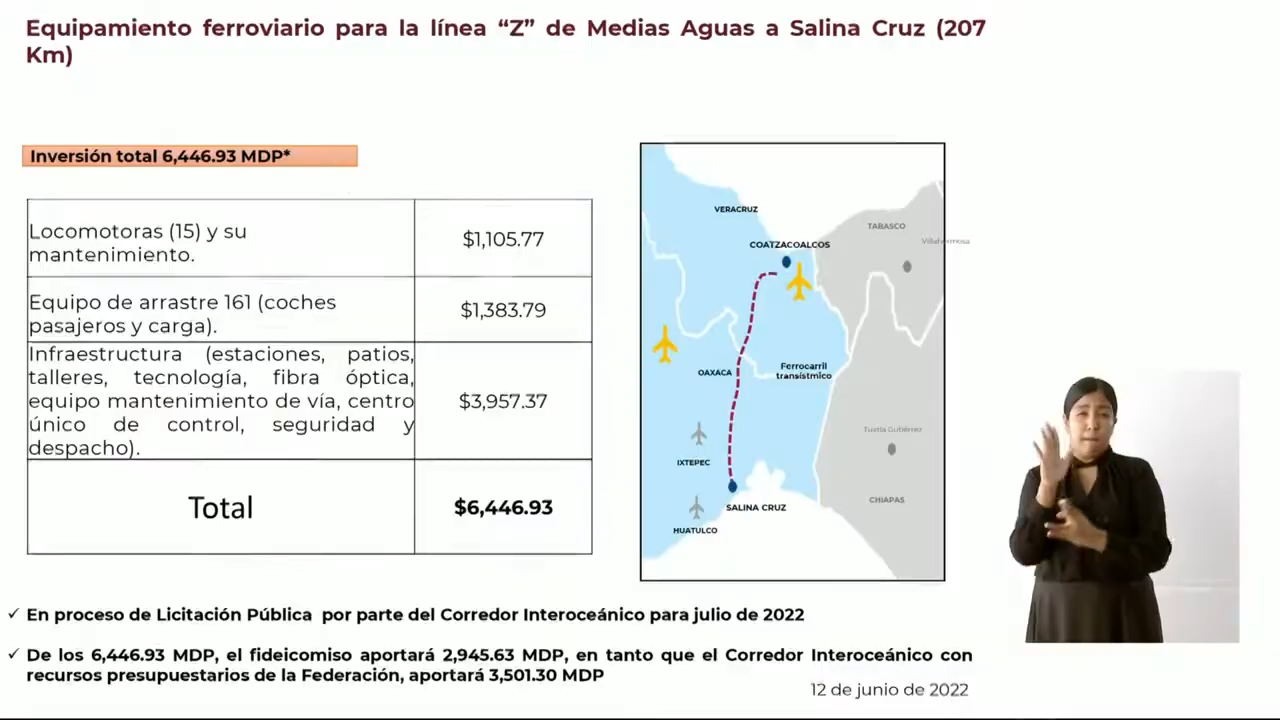 Equipamiento ferroviario para la línea “Z” de Medias Aguas a Salina Cruz (207
Km)
Inversión total 6,446.93 MDP*
Locomotoras (15) y su
mantenimiento.
$1,105.77
Equipo de arrastre 161 (coches
pasajeros y carga).
$1,383.79
Infraestructura (estaciones, patios,
talleres, tecnología, fibra óptica,
equipo mantenimiento de vía, centro
único de control, seguridad y
despacho).
$3,957.37
Total
$6,446.93
VERACRUZ
TABASCO
Villahermosa
COATZACOALCOS
OAXACA
Ferrocarril
transístmico
Tuxtla Gutiérrez
IXTEPEC
CHIAPAS
SALINA CRUZ
HUATULCO
✓ En proceso de Licitación Pública por parte del Corredor Interoceánico para julio de 2022
✓ De los 6,446.93 MDP, el fideicomiso aportará 2,945.63 MDP, en tanto que el Corredor Interoceánico con
recursos presupuestarios de la Federación, aportará 3,501.30 MDP
12 de junio de 2022